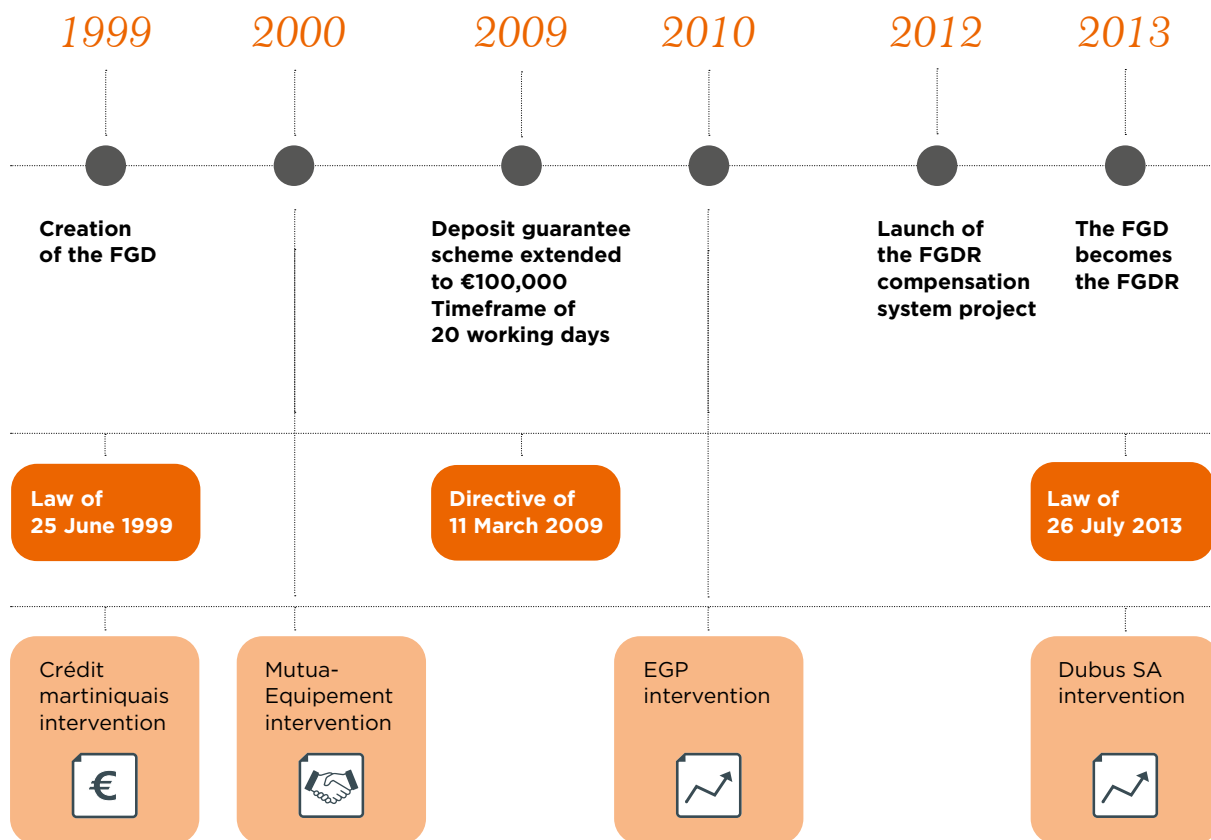 1999
2000
2009
2010
2012
2013
Creation
of the FGD
Deposit guarantee
scheme extended
to €100,000
Timeframe of
20 working days
Launch of
the FGDR
compensation
system project
The FGD
becomes
the FGDR
Law of
25 June 1999
Directive of
11 March 2009
Law of
26 July 2013
Crédit
martiniquais
intervention
€
Mutua-
Equipement
intervention
EGP
intervention
Dubus SA
intervention